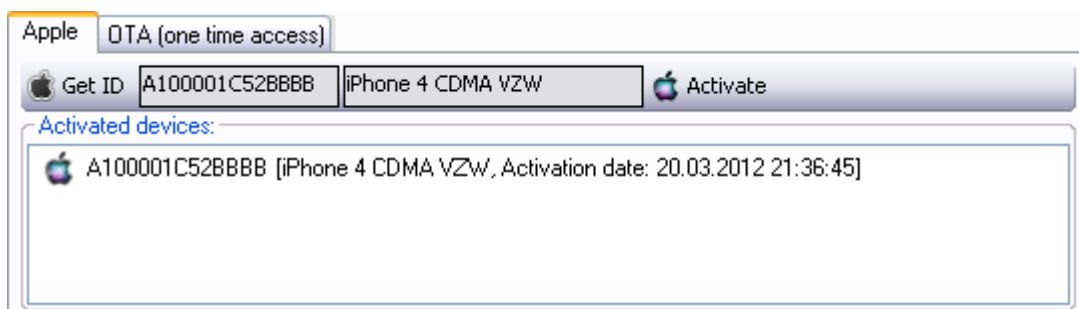 Apple OTA (one time access)
Get ID A100001C52BBBB iPhone 4 CDMA VZW Activate
Activated devices:
A100001C52BBBB [iPhone 4 CDMA VZW, Activation date: 20.03.2012 21:36:45]